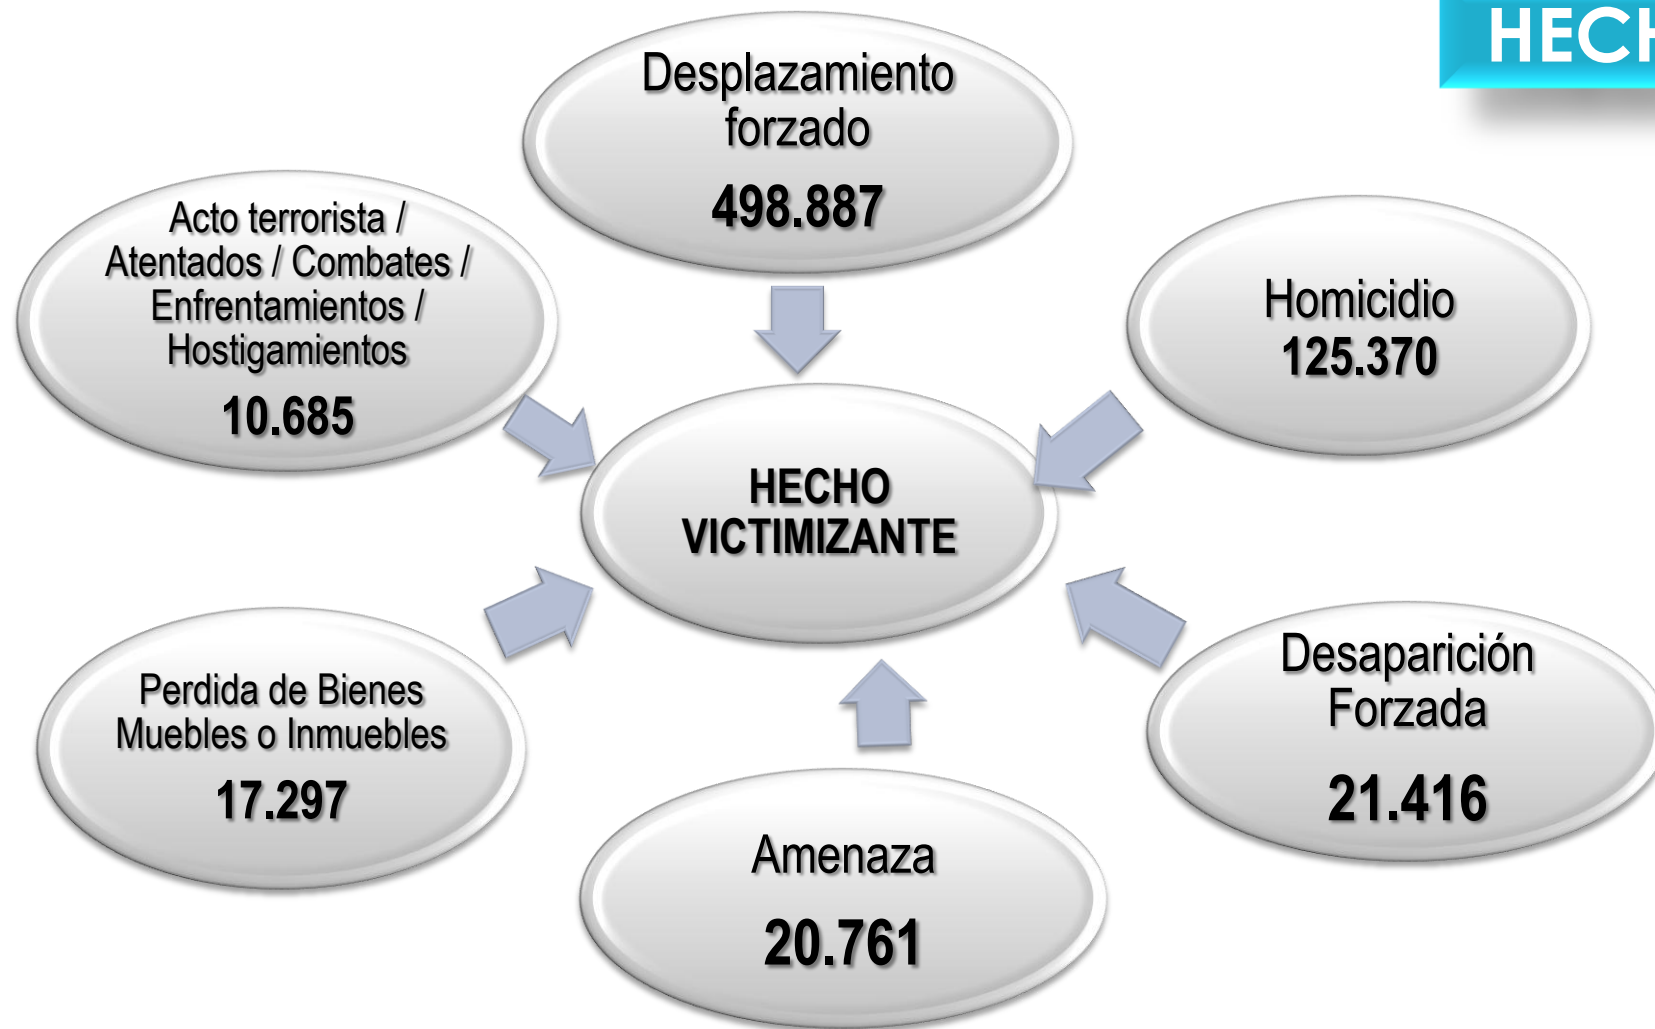 HECH
Desplazamiento
forzado
498.887
Acto terrorista /
Atentados / Combates /
Enfrentamientos /
Hostigamientos
10.685
Homicidio
125.370
HECHO
VICTIMIZANTE
Perdida de Bienes
Muebles o Inmuebles
17.297
Desaparición
Forzada
21.416
Amenaza
20.761